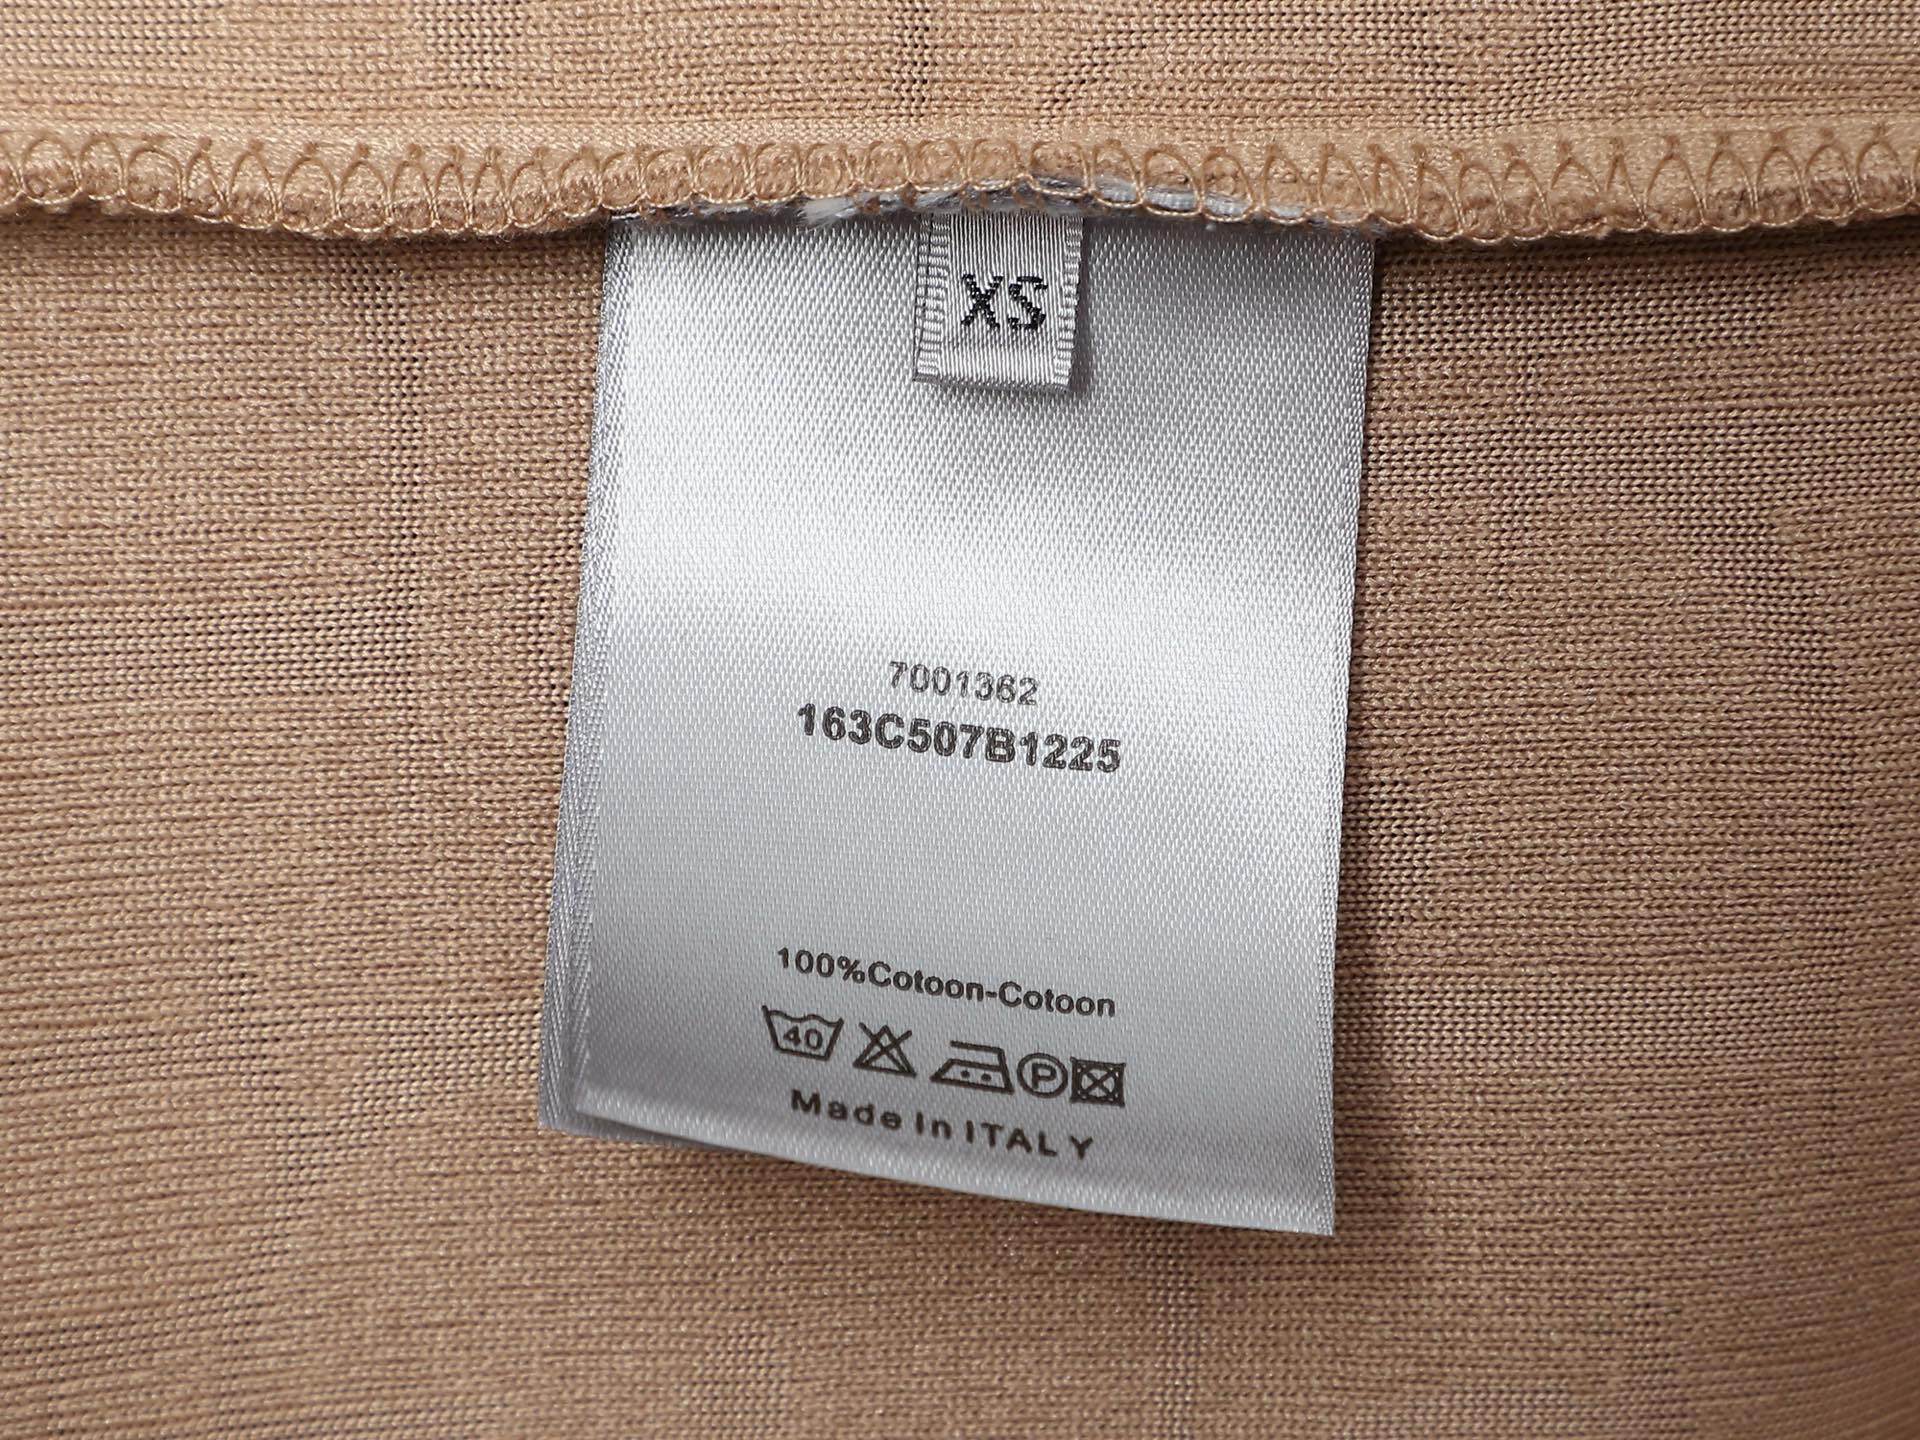 XS
7001362
163C507B1225
100%Cotoon-Cotoon
40 P
Made In ITALY